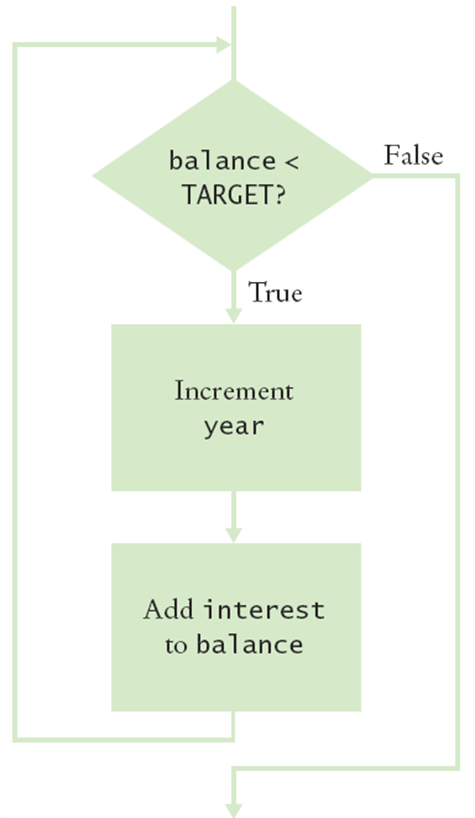 balance <
TARGET?
False
True
Increment
year
Add interest
to balance